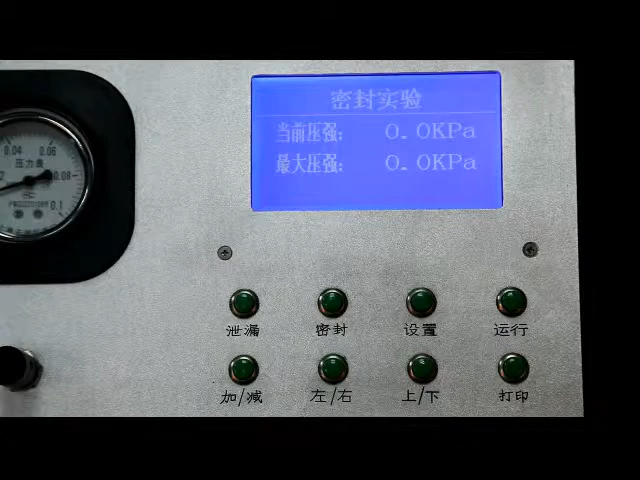 密封实验
当前压强: 0.0KPa
最大压强: 0.0KPa
0.04 0.06
压力表
0.08
0.1
泄漏 密封 设置 运行
加/减 左/右 上/下 打印